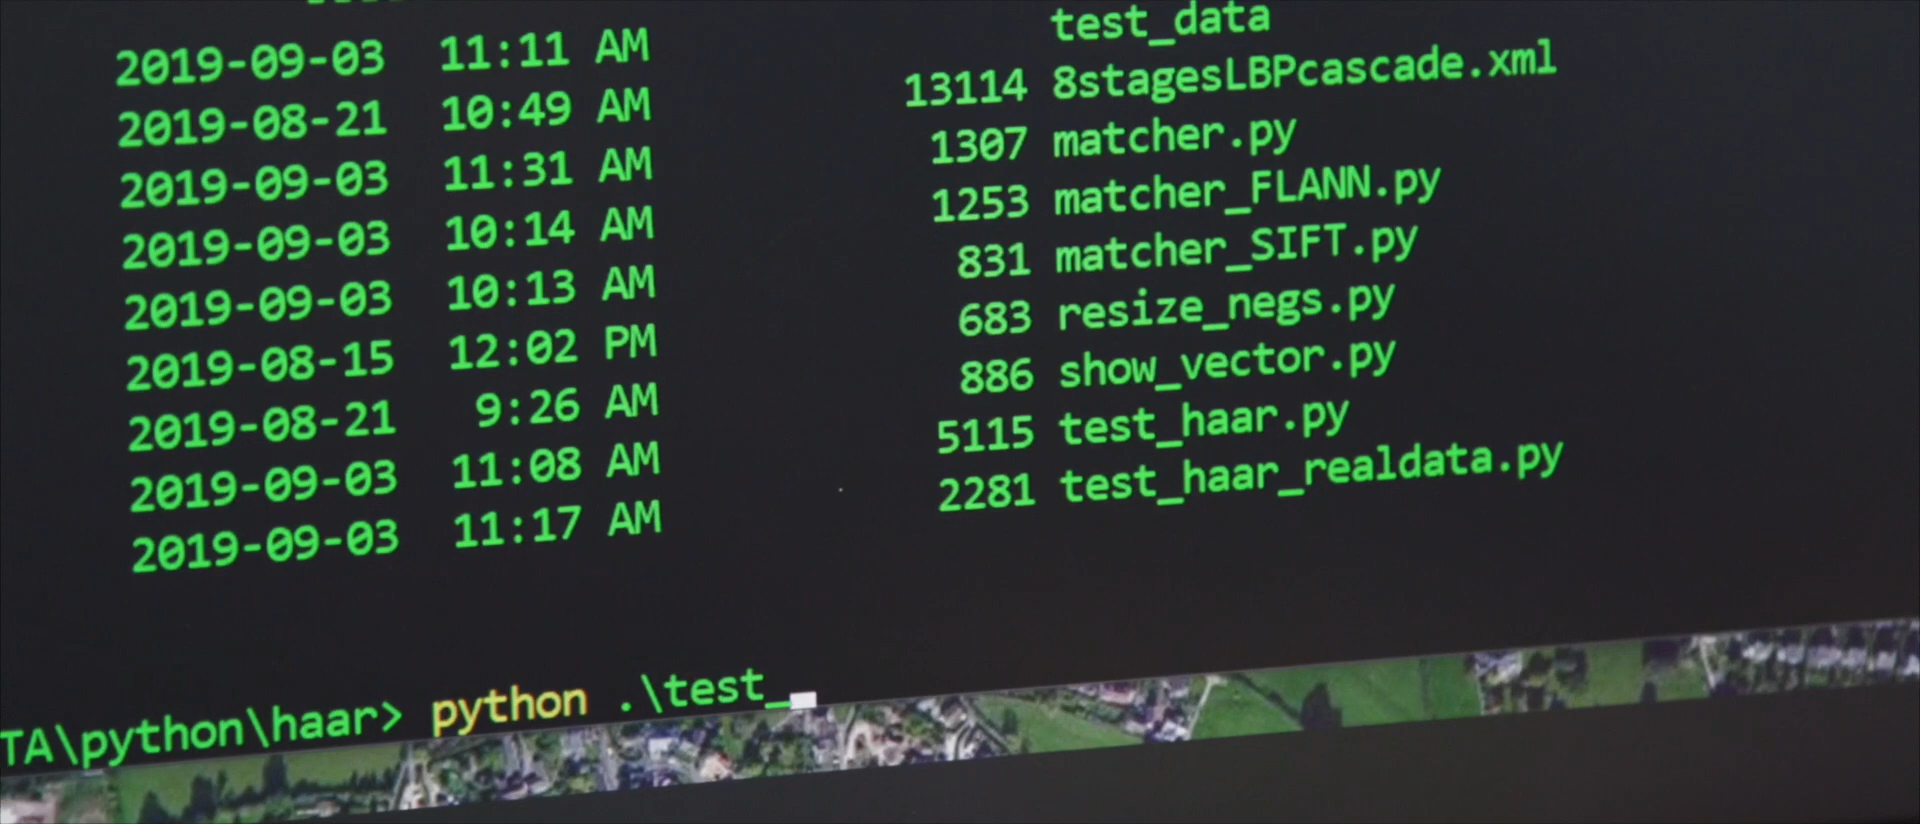 2019-09-03 11:11 AM test_data
2019-08-21 10:49 AM 13114 8stagesLBPcascade.xml
2019-09-03 11:31 AM 1307 matcher.py
2019-09-03 10:14 AM 1253 matcher_FLANN.py
2019-09-03 10:13 AM 831 matcher_SIFT.py
2019-08-15 12:02 PM 683 resize_negs.py
2019-08-21 9:26 AM 886 show_vector.py
2019-09-03 11:08 AM 5115 test_haar.py
2019-09-03 11:17 AM 2281 test_haar_realdata.py
TA\python\haar> python .\test_